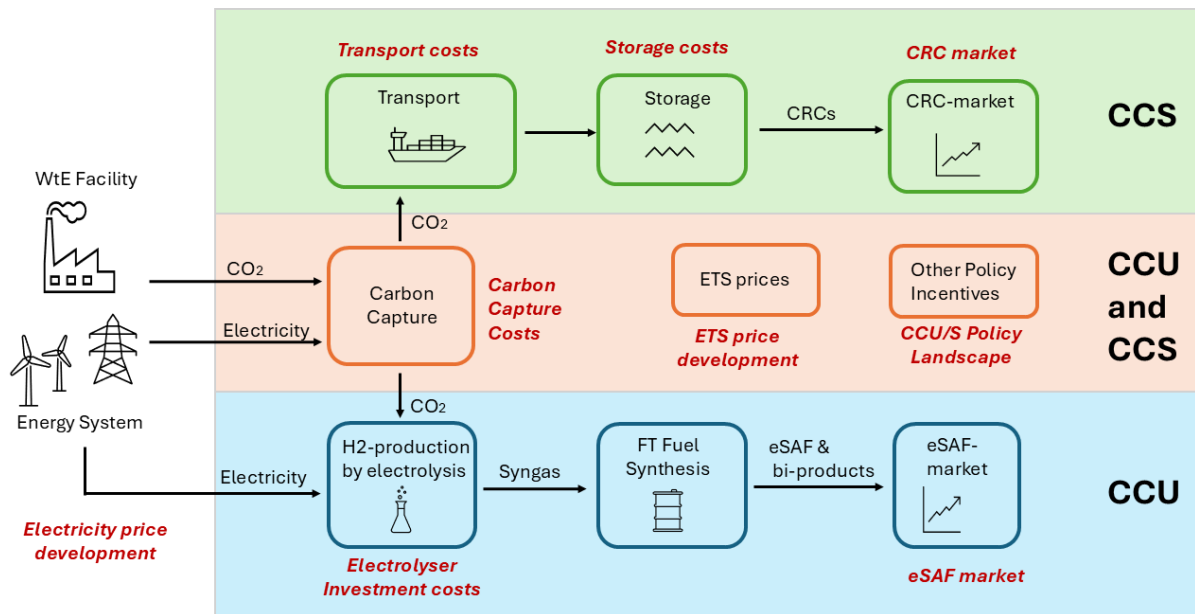 Transport costs
Storage costs
CRC market
Transport
Storage
CRC-market
CRCs
CCS
WtE Facility
CO₂
CO₂
Carbon
Capture
Carbon
Capture
Costs
ETS prices
ETS price
development
Other Policy
Incentives
CCU/S Policy
Landscape
CCU
and
CCS
Electricity
Energy System
CO₂
H2-production
by electrolysis
Syngas
FT Fuel
Synthesis
eSAF &
bi-products
eSAF-
market
CCU
Electricity
Electricity price
development
Electrolyser
Investment costs
eSAF market